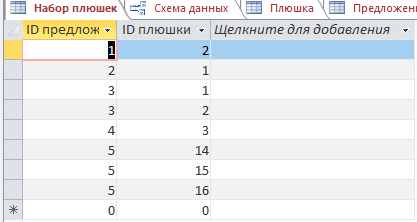 Набор плюшек Схема данных Плюшка Предложен
ID предлож ID плюшки Щелкните для добавления
1 2
2 1
3 1
3 2
4 3
5 14
5 15
5 16
* 0 0